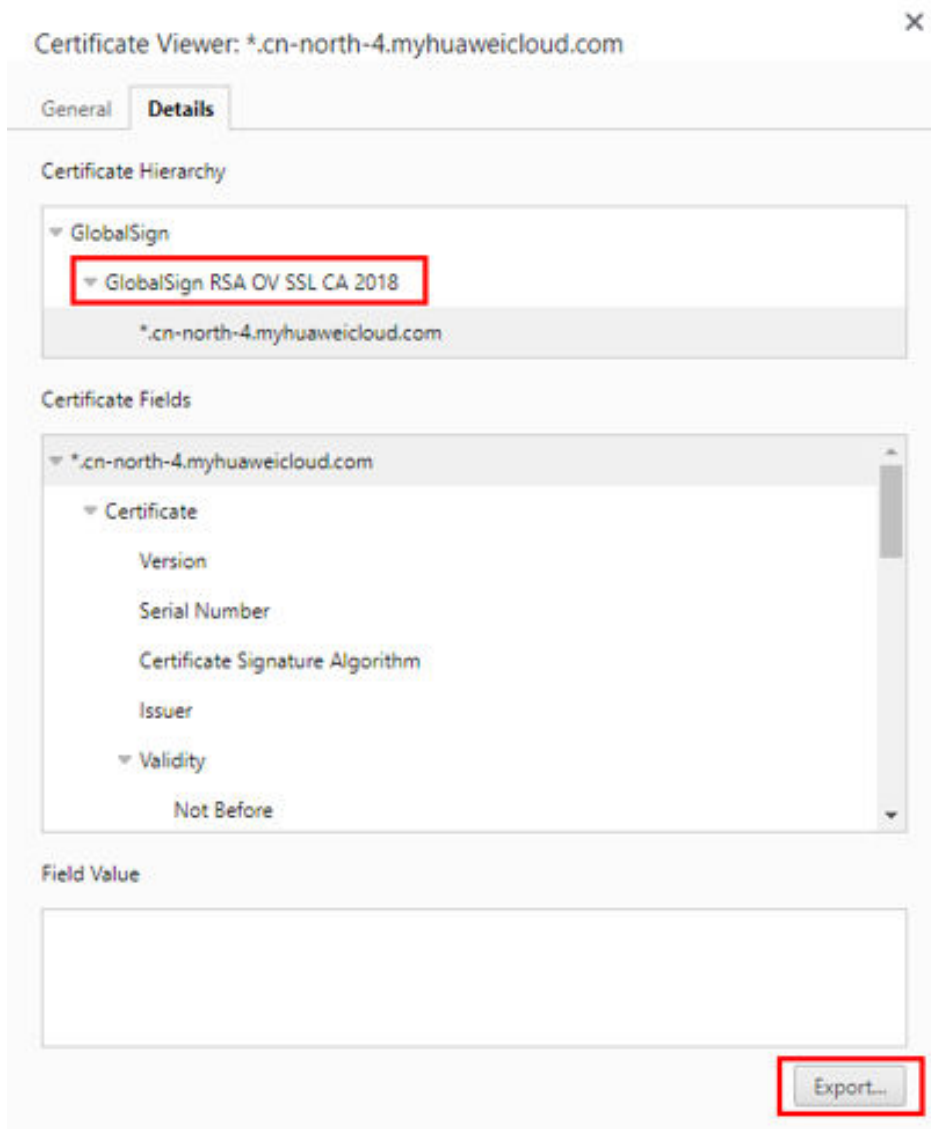 Certificate Viewer: *.cn-north-4.myhuaweicloud.com
General Details
Certificate Hierarchy
GlobalSign
GlobalSign RSA OV SSL CA 2018
*.cn-north-4.myhuaweicloud.com
Certificate Fields
*.cn-north-4.myhuaweicloud.com
Certificate
Version
Serial Number
Certificate Signature Algorithm
Issuer
Validity
Not Before
Field Value
Export...